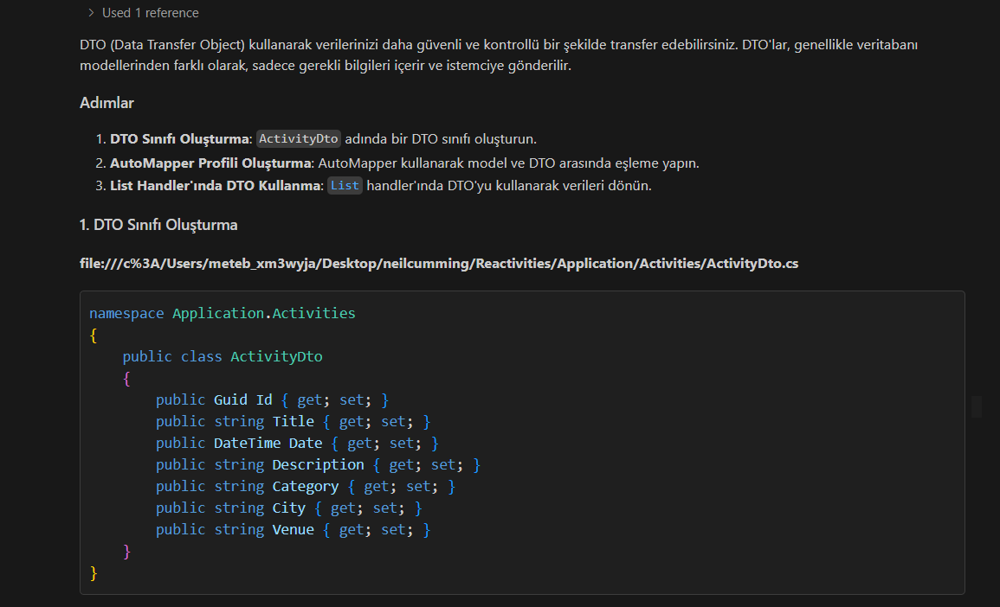 Used 1 reference
DTO (Data Transfer Object) kullanarak verilerinizi daha güvenli ve kontrollü bir şekilde transfer edebilirsiniz. DTO'lar, genellikle veritabanı
modellerinden farklı olarak, sadece gerekli bilgileri içerir ve istemciye gönderilir.
Adımlar
1. DTO Sınıfı Oluşturma: ActivityDto adında bir DTO sınıfı oluşturun.
2. AutoMapper Profili Oluşturma: AutoMapper kullanarak model ve DTO arasında eşleme yapın.
3. List Handler'ında DTO Kullanma: List handler'ında DTO'yu kullanarak verileri dönün.
1. DTO Sınıfı Oluşturma
file:///c%3A/Users/meteb_xm3wyja/Desktop/neilcumming/Reactivities/Application/Activities/ActivityDto.cs
namespace Application.Activities
{
    public class ActivityDto
    {
        public Guid Id { get; set; }
        public string Title { get; set; }
        public DateTime Date { get; set; }
        public string Description { get; set; }
        public string Category { get; set; }
        public string City { get; set; }
        public string Venue { get; set; }
    }
}